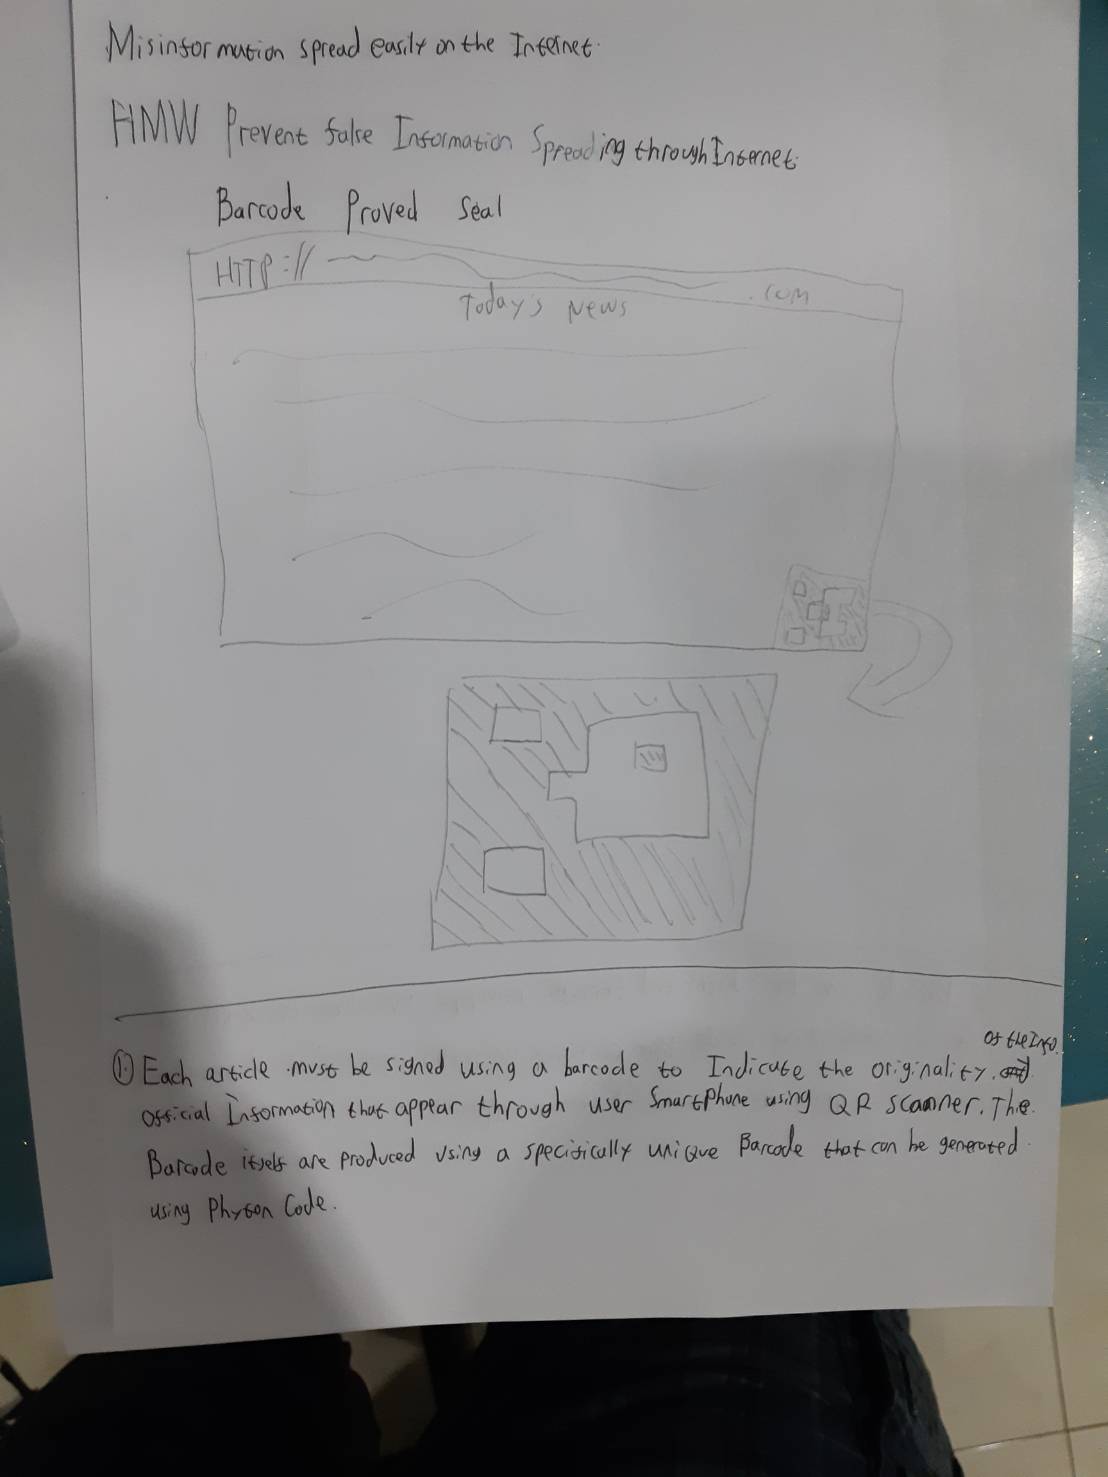 Misinformation spread easily on the Internet.
HMW Prevent false Information Spreading through Internet.
Barcode Proved Seal
HTTP:// .com
Today's News
of the Info.
① Each article must be signed using a barcode to Indicate the originality. and
official Information that appear through user Smartphone using QR scanner. The
Barcode itself are produced using a specifically unique Barcode that can be generated
using Phyton Code.